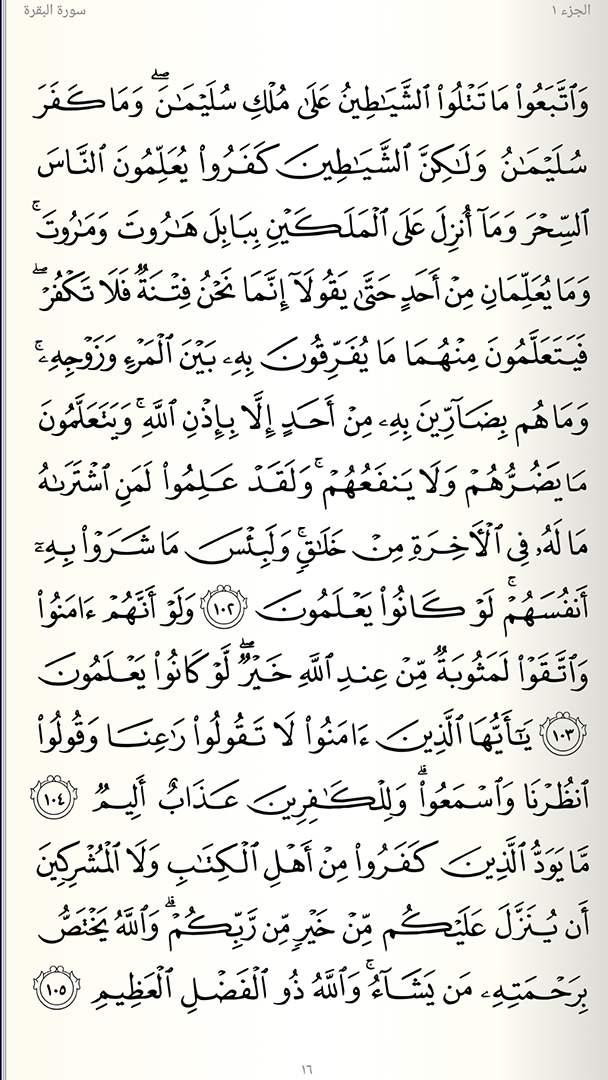 الجزء ١
سورة البقرة
وَٱتَّبَعُوا۟ مَا تَتْلُوا۟ ٱلشَّيَـٰطِينُ عَلَىٰ مُلْكِ سُلَيْمَـٰنَ ۖ وَمَا كَفَرَ
سُلَيْمَـٰنُ وَلَـٰكِنَّ ٱلشَّيَـٰطِينَ كَفَرُوا۟ يُعَلِّمُونَ ٱلنَّاسَ
ٱلسِّحْرَ وَمَآ أُنزِلَ عَلَى ٱلْمَلَكَيْنِ بِبَابِلَ هَـٰرُوتَ وَمَـٰرُوتَ ۚ
وَمَا يُعَلِّمَانِ مِنْ أَحَدٍ حَتَّىٰ يَقُولَآ إِنَّمَا نَحْنُ فِتْنَةٌ فَلَا تَكْفُرْ ۖ
فَيَتَعَلَّمُونَ مِنْهُمَا مَا يُفَرِّقُونَ بِهِۦ بَيْنَ ٱلْمَرْءِ وَزَوْجِهِۦ ۚ
وَمَا هُم بِضَآرِّينَ بِهِۦ مِنْ أَحَدٍ إِلَّا بِإِذْنِ ٱللَّهِ ۚ وَيَتَعَلَّمُونَ
مَا يَضُرُّهُمْ وَلَا يَنفَعُهُمْ ۚ وَلَقَدْ عَلِمُوا۟ لَمَنِ ٱشْتَرَىٰهُ
مَا لَهُۥ فِى ٱلْـَٔاخِرَةِ مِنْ خَلَـٰقٍ ۚ وَلَبِئْسَ مَا شَرَوْا۟ بِهِۦٓ
أَنفُسَهُمْ ۚ لَوْ كَانُوا۟ يَعْلَمُونَ ١٠٢ وَلَوْ أَنَّهُمْ ءَامَنُوا۟
وَٱتَّقَوْا۟ لَمَثُوبَةٌ مِّنْ عِندِ ٱللَّهِ خَيْرٌ ۖ لَّوْ كَانُوا۟ يَعْلَمُونَ
١٠٣ يَـٰٓأَيُّهَا ٱلَّذِينَ ءَامَنُوا۟ لَا تَقُولُوا۟ رَٰعِنَا وَقُولُوا۟
ٱنظُرْنَا وَٱسْمَعُوا۟ ۗ وَلِلْكَـٰفِرِينَ عَذَابٌ أَلِيمٌ ١٠٤
مَّا يَوَدُّ ٱلَّذِينَ كَفَرُوا۟ مِنْ أَهْلِ ٱلْكِتَـٰبِ وَلَا ٱلْمُشْرِكِينَ
أَن يُنَزَّلَ عَلَيْكُم مِّنْ خَيْرٍ مِّن رَّبِّكُمْ ۗ وَٱللَّهُ يَخْتَصُّ
بِرَحْمَتِهِۦ مَن يَشَآءُ ۚ وَٱللَّهُ ذُو ٱلْفَضْلِ ٱلْعَظِيمِ ١٠٥
١٦